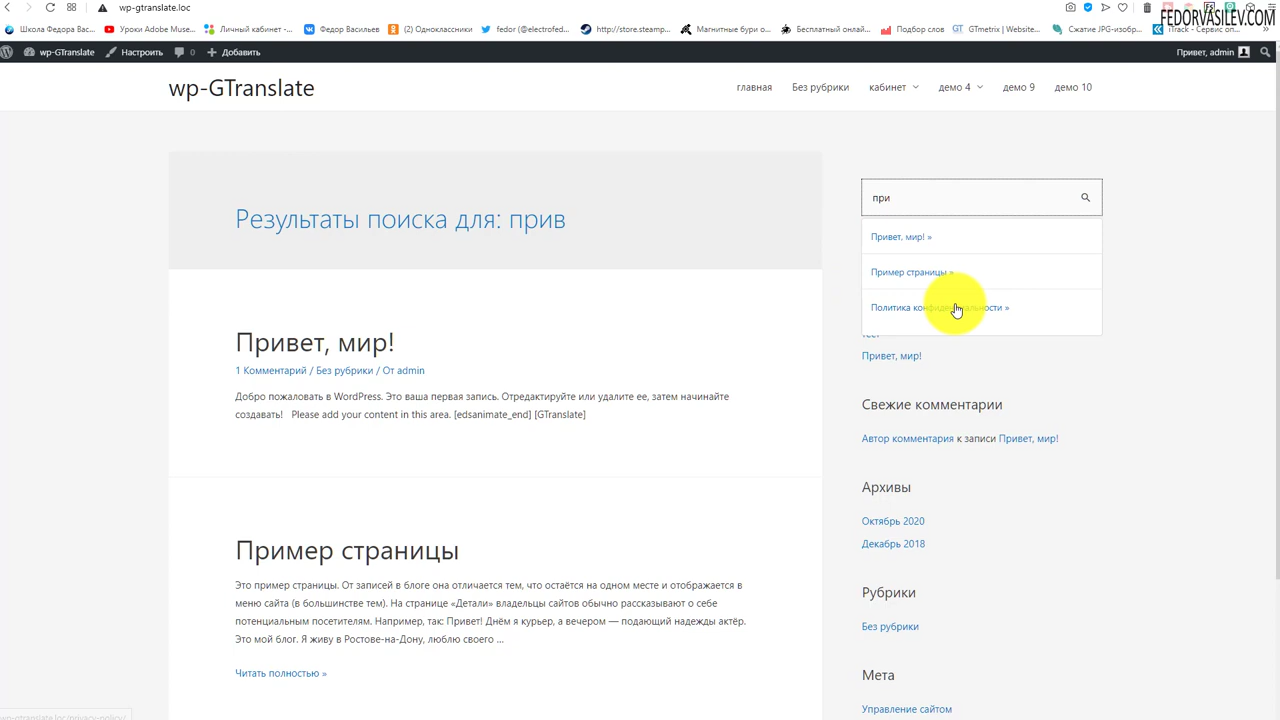 wp-gtranslate.loc
FEDORVASILEV.COM
Школа Федора Вас...
Уроки Adobe Muse...
Личный кабинет -...
Федор Васильев
(2) Одноклассники
fedor (@electrofed...
http://store.steamp...
Магнитные бури о...
Бесплатный онлай...
Подбор слов
GTmetrix | Website...
Сжатие JPG-изобр...
iTrack - Сервис оп...
wp-GTranslate
Настроить
0
Добавить
Привет, admin
wp-GTranslate
главная
Без рубрики
кабинет
демо 4
демо 9
демо 10
Результаты поиска для: прив
Привет, мир!
1 Комментарий / Без рубрики / От admin
Добро пожаловать в WordPress. Это ваша первая запись. Отредактируйте или удалите ее, затем начинайте
создавать! Please add your content in this area. [edsanimate_end] [GTranslate]
Пример страницы
Это пример страницы. От записей в блоге она отличается тем, что остаётся на одном месте и отображается в
меню сайта (в большинстве тем). На странице «Детали» владельцы сайтов обычно рассказывают о себе
потенциальным посетителям. Например, так: Привет! Днём я курьер, а вечером — подающий надежды актёр.
Это мой блог. Я живу в Ростове-на-Дону, люблю своего ...
Читать полностью »
при
Привет, мир! »
Пример страницы »
Политика конфиденциальности »
Привет, мир!
Свежие комментарии
Автор комментария к записи Привет, мир!
Архивы
Октябрь 2020
Декабрь 2018
Рубрики
Без рубрики
Мета
Управление сайтом
wp-gtranslate.loc/privacy-policy/